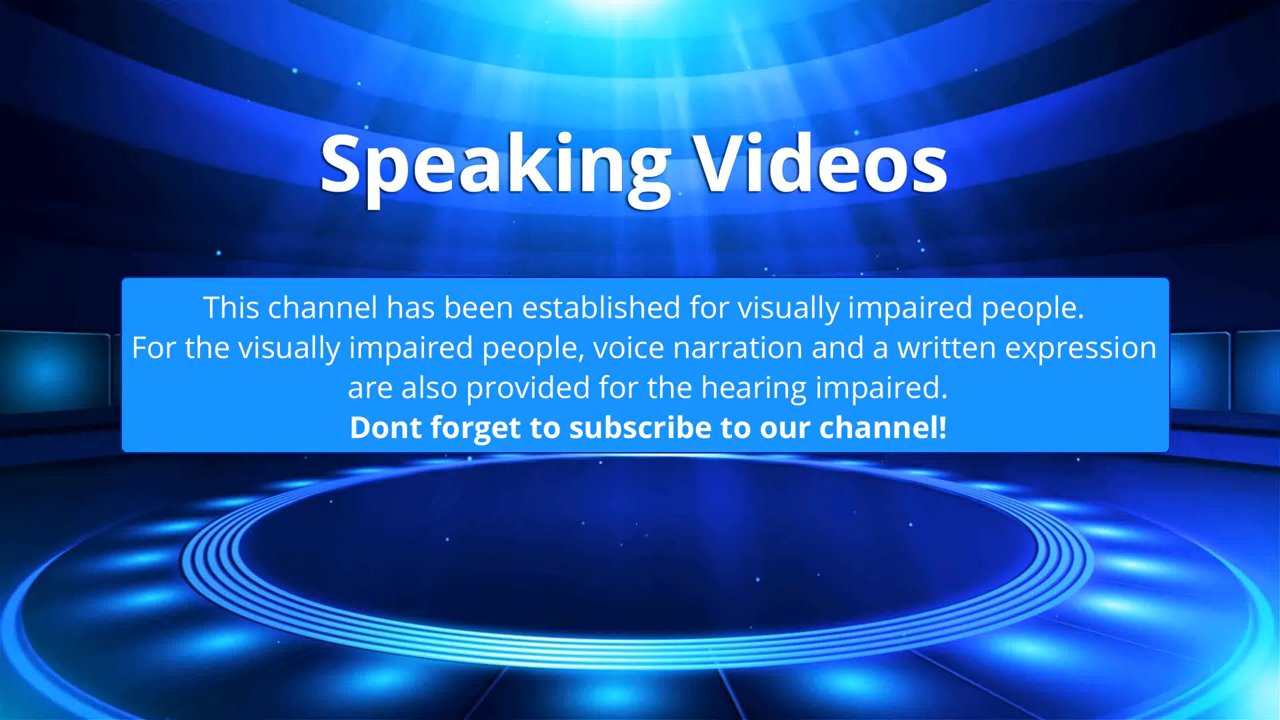 Speaking Videos
This channel has been established for visually impaired people.
For the visually impaired people, voice narration and a written expression
are also provided for the hearing impaired.
Dont forget to subscribe to our channel!